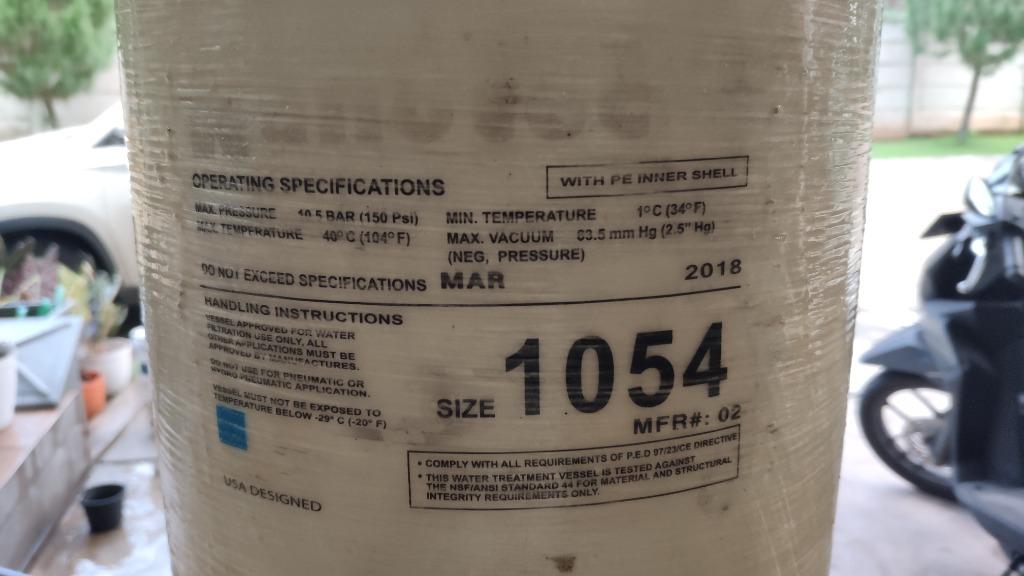 OPERATING SPECIFICATIONS
WITH PE INNER SHELL
MAX. PRESSURE 10.5 BAR (150 Psi)
MAX. TEMPERATURE 40°C (104°F)
MIN. TEMPERATURE 1°C (34°F)
MAX. VACUUM 63.5 mm Hg (2.5" Hg)
(NEG, PRESSURE)
DO NOT EXCEED SPECIFICATIONS MAR 2018
HANDLING INSTRUCTIONS
VESSEL APPROVED FOR WATER
FILTRATION USE ONLY, ALL
OTHER APPLICATIONS MUST BE
APPROVED BY MANUFACTURES.
DO NOT USE FOR PNEUMATIC OR
HYDRO PNEUMATIC APPLICATION.
VESSEL MUST NOT BE EXPOSED TO
TEMPERATURE BELOW -29° C (-20° F)
SIZE 1054
MFR#: 02
• COMPLY WITH ALL REQUIREMENTS OF P.E.D 97/23/CE DIRECTIVE
• THIS WATER TREATMENT VESSEL IS TESTED AGAINST
THE NSF/ANSI STANDARD 44 FOR MATERIAL AND STRUCTURAL
INTEGRITY REQUIREMENTS ONLY.
USA DESIGNED